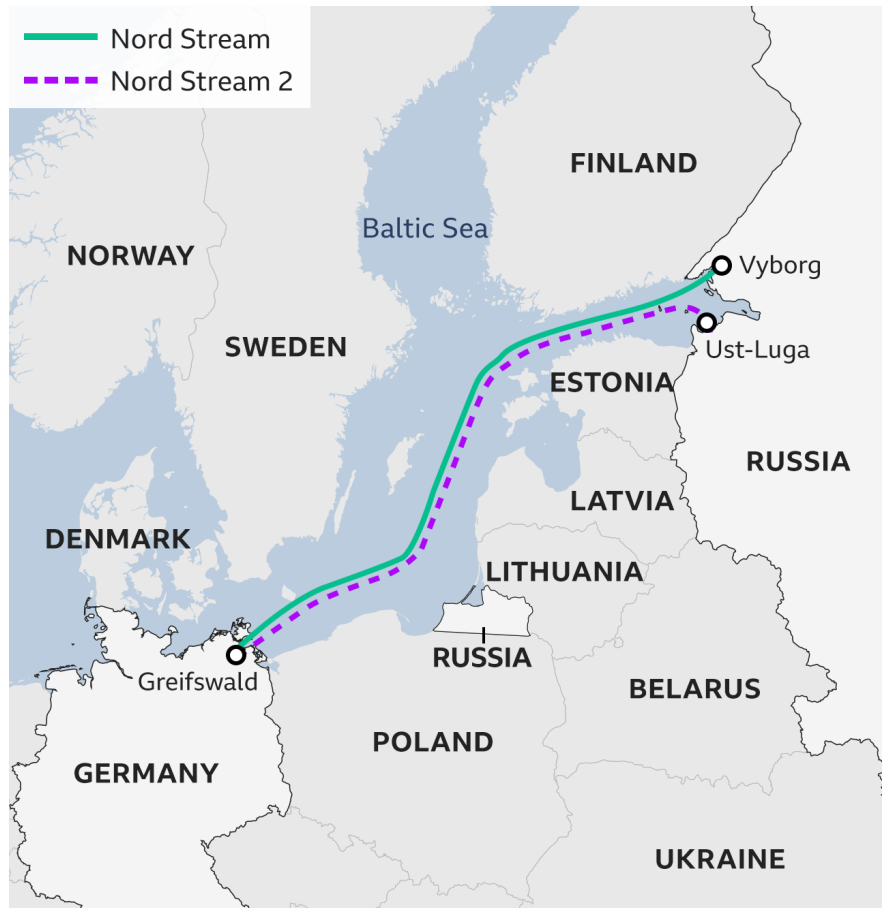 Nord Stream
Nord Stream 2
FINLAND
Baltic Sea
NORWAY
Vyborg
SWEDEN
Ust-Luga
ESTONIA
RUSSIA
LATVIA
DENMARK
LITHUANIA
RUSSIA
Greifswald
BELARUS
POLAND
GERMANY
UKRAINE